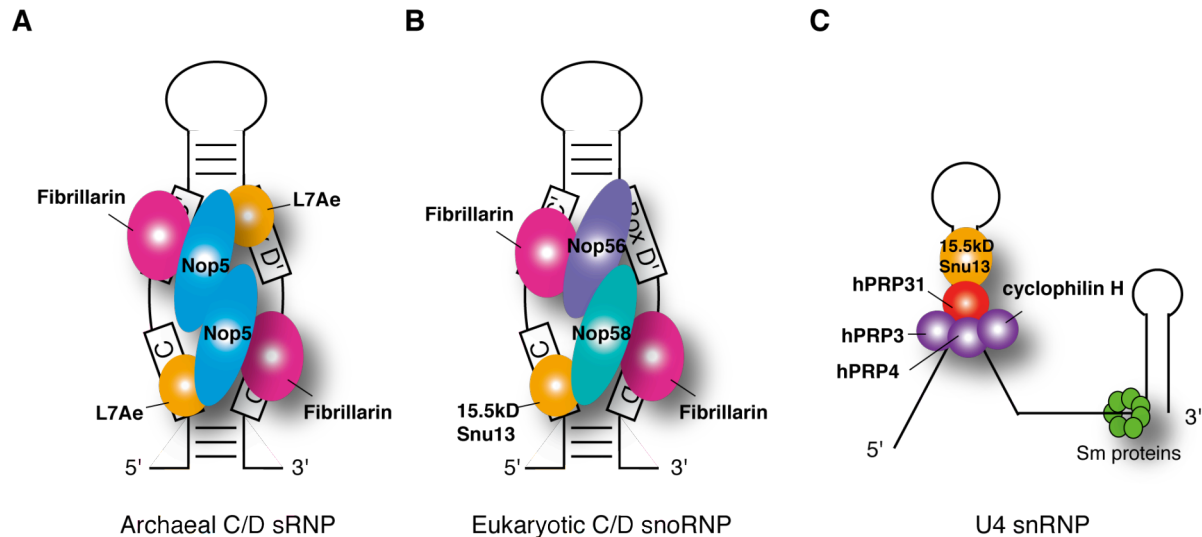 A
B
C
Fibrillarin
L7Ae
Nop5
Nop5
C
L7Ae
Fibrillarin
5'
3'
Archaeal C/D sRNP
Fibrillarin
C'
Box D'
Nop56
Nop58
C
15.5kD
Snu13
Fibrillarin
5'
3'
Eukaryotic C/D snoRNP
15.5kD
Snu13
hPRP31
cyclophilin H
hPRP3
hPRP4
5'
3'
Sm proteins
U4 snRNP